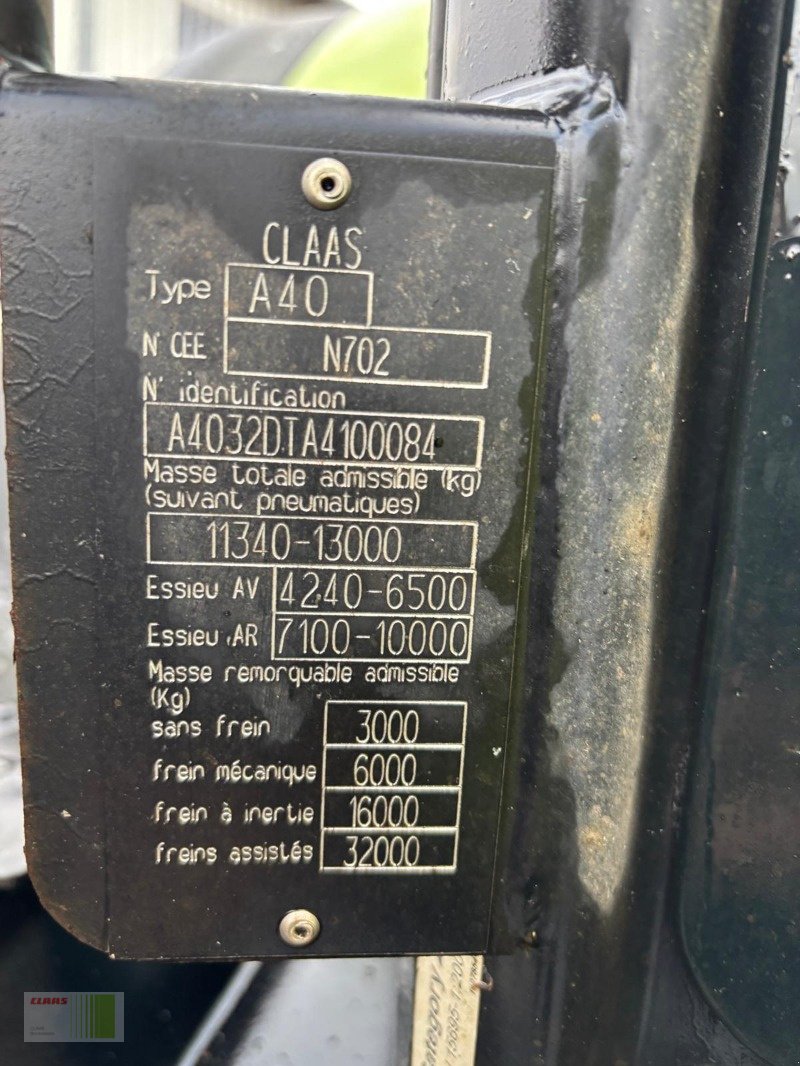 CLAAS
Type A40
N° CEE N702
N° identification
A4032DTA4100084
Masse totale admissible (kg)
(suivant pneumatiques)
11340-13000
Essieu AV 4240-6500
Essieu AR 7100-10000
Masse remorquable admissible
(Kg)
sans frein 3000
frein mécanique 6000
frein à inertie 16000
freins assistés 32000
CLAAS